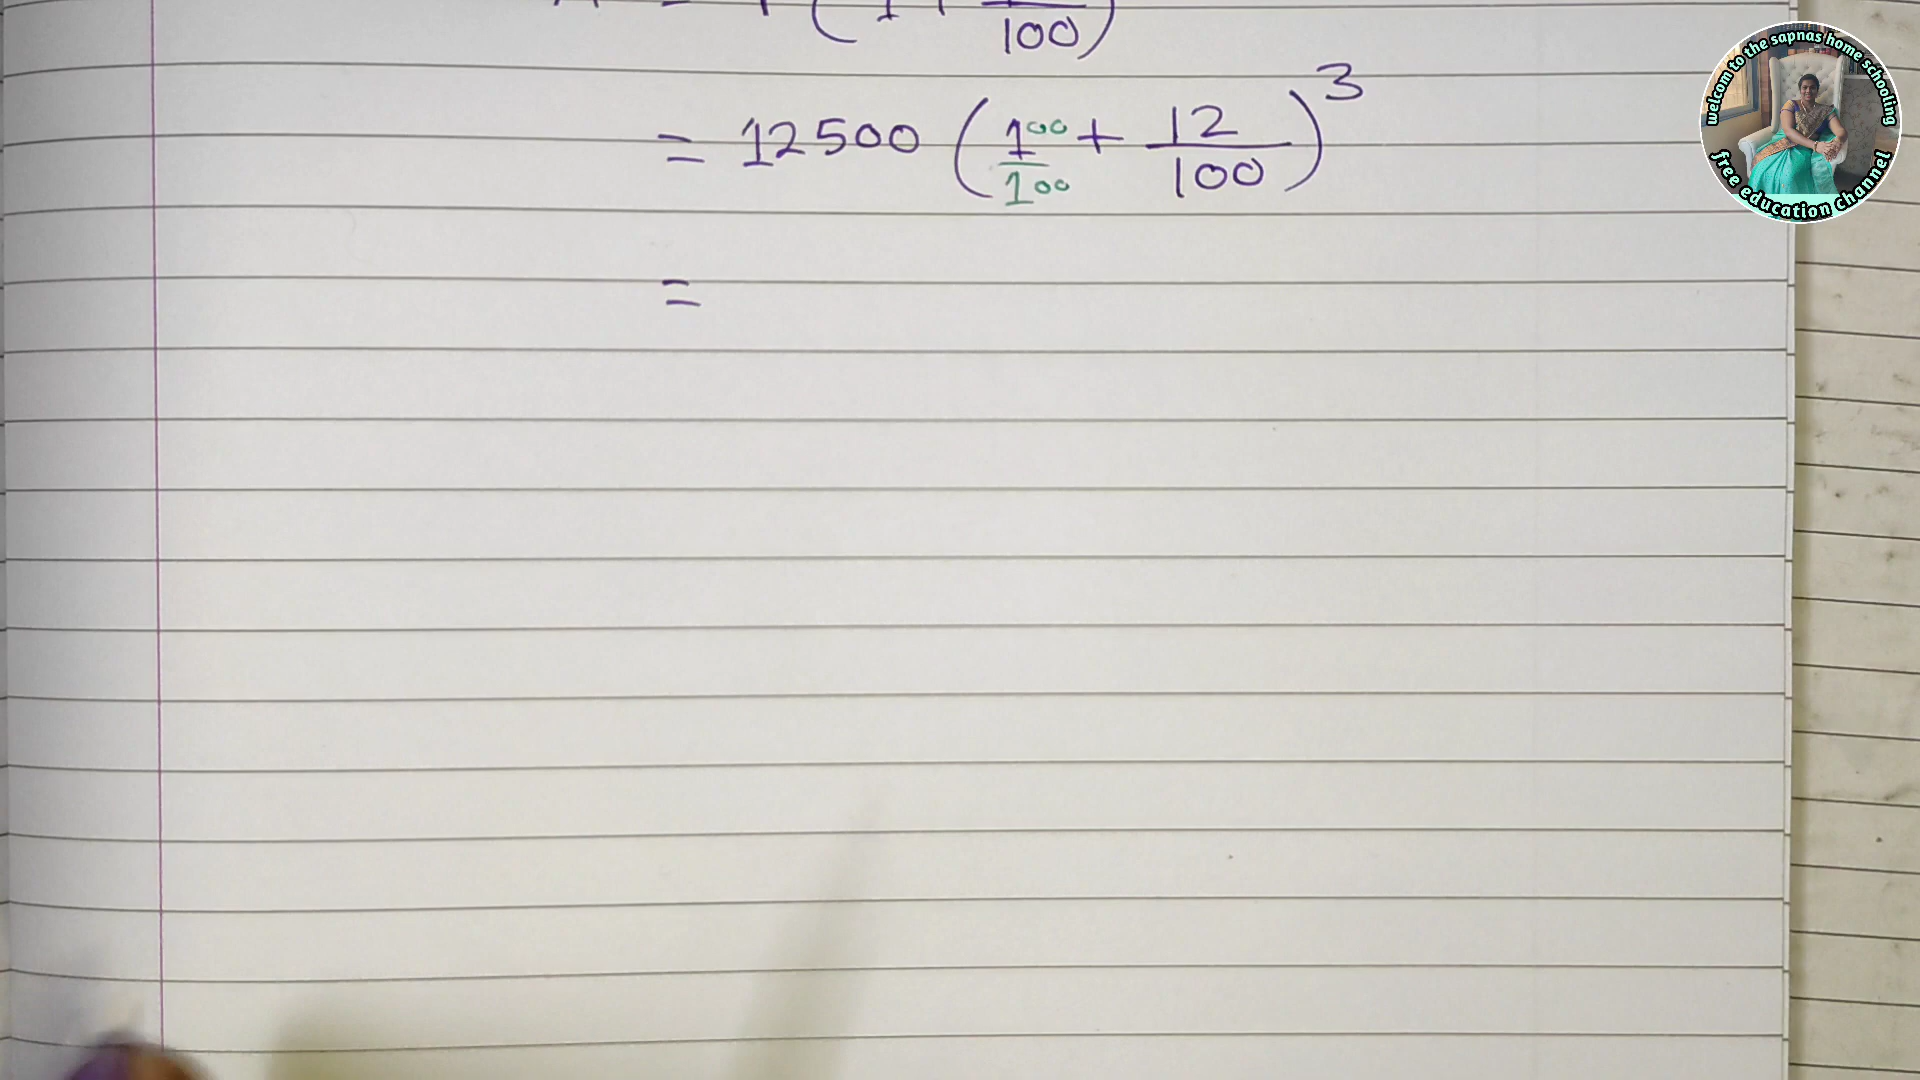 100
= 12500 (100/100 + 12/100)^3
=
welcom to the sapnas home schooling
free education channel